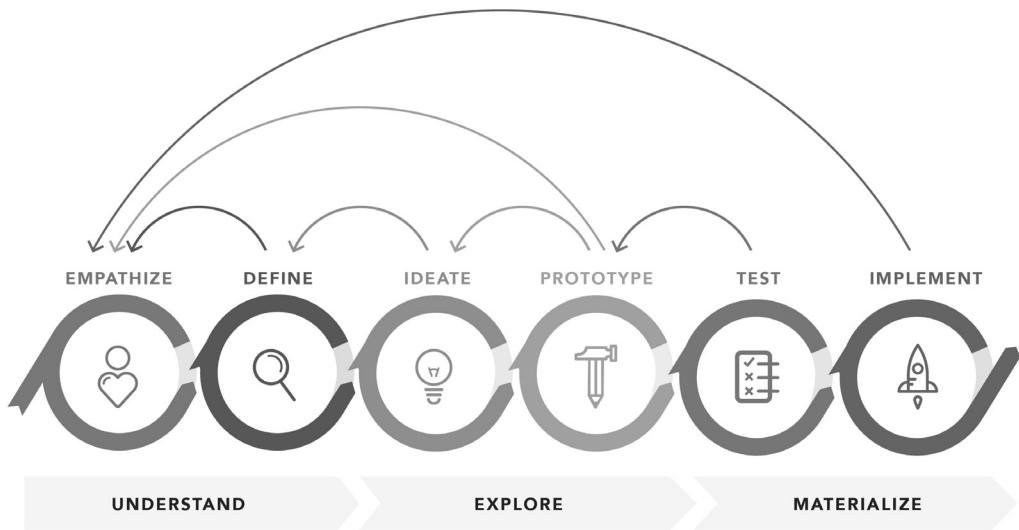 EMPATHIZE DEFINE IDEATE PROTOTYPE TEST IMPLEMENT
UNDERSTAND EXPLORE MATERIALIZE